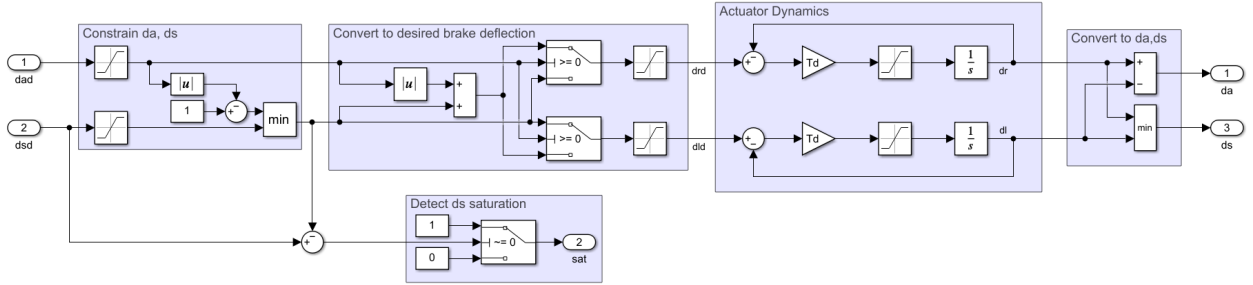 Constrain da, ds
1
dad
|u|
1
min
2
dsd
Convert to desired brake deflection
|u|
>= 0
>= 0
drd
dld
Actuator Dynamics
Td
1
s
dr
Td
1
s
dl
Convert to da,ds
min
1
da
3
ds
Detect ds saturation
1
~= 0
0
2
sat